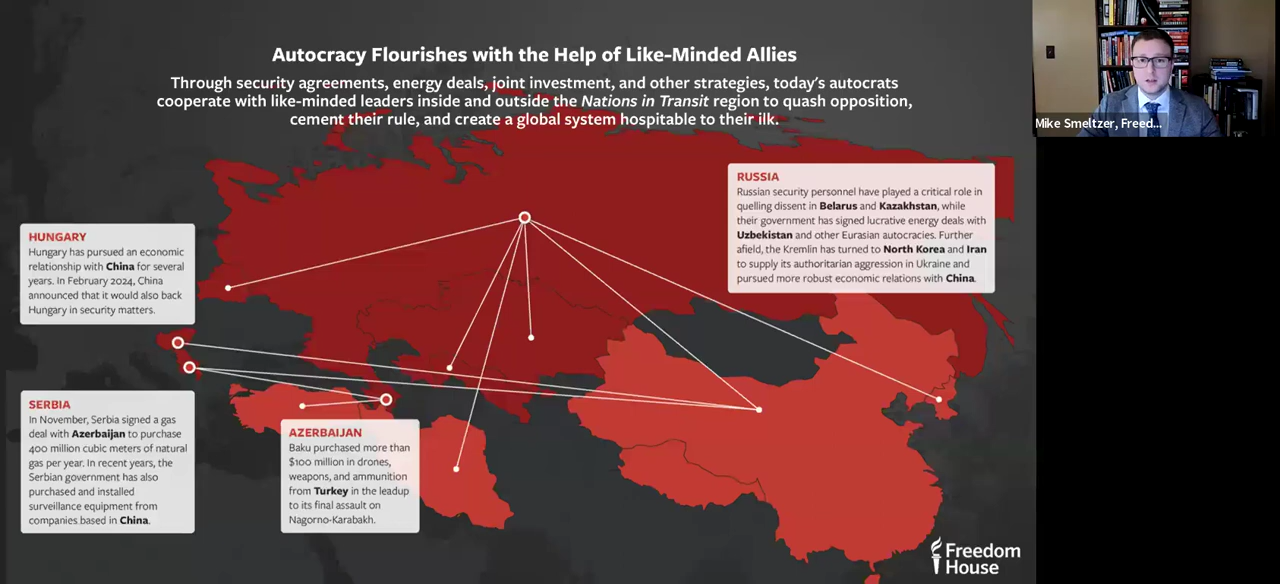 Autocracy Flourishes with the Help of Like-Minded Allies
Through security agreements, energy deals, joint investment, and other strategies, today's autocrats
cooperate with like-minded leaders inside and outside the Nations in Transit region to quash opposition,
cement their rule, and create a global system hospitable to their ilk.
Mike Smeltzer, Freed...
RUSSIA
Russian security personnel have played a critical role in
quelling dissent in Belarus and Kazakhstan, while
their government has signed lucrative energy deals with
Uzbekistan and other Eurasian autocracies. Further
afield, the Kremlin has turned to North Korea and Iran
to supply its authoritarian aggression in Ukraine and
pursued more robust economic relations with China.
HUNGARY
Hungary has pursued an economic
relationship with China for several
years. In February 2024, China
announced that it would also back
Hungary in security matters.
SERBIA
In November, Serbia signed a gas
deal with Azerbaijan to purchase
400 million cubic meters of natural
gas per year. In recent years, the
Serbian government has also
purchased and installed
surveillance equipment from
companies based in China.
AZERBAIJAN
Baku purchased more than
$100 million in drones,
weapons, and ammunition
from Turkey in the leadup
to its final assault on
Nagorno-Karabakh.
Freedom
House